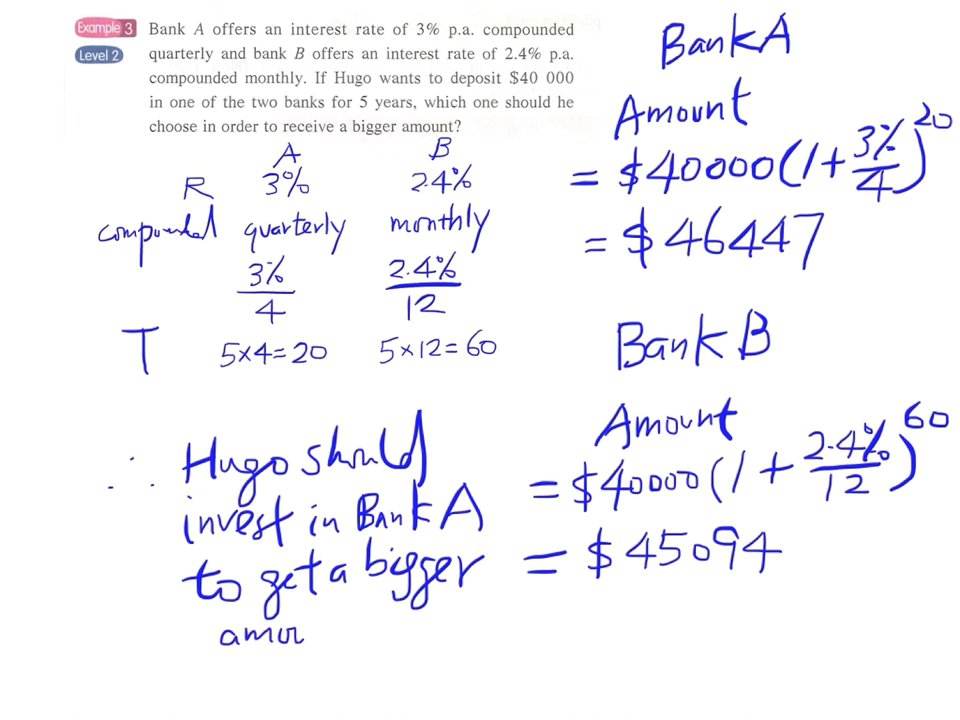 Example 3 Bank A offers an interest rate of 3% p.a. compounded
Level 2 quarterly and bank B offers an interest rate of 2.4% p.a.
compounded monthly. If Hugo wants to deposit $40 000
in one of the two banks for 5 years, which one should he
choose in order to receive a bigger amount?
A B
R 3% 2.4%
compounded quarterly monthly
3%/4 2.4%/12
T 5×4=20 5×12=60
∴ Hugo should
invest in Bank A
to get a bigger
amou
Bank A
Amount
= $40000(1+3%/4)^20
= $46447
Bank B
Amount
= $40000(1+2.4%/12)^60
= $45094